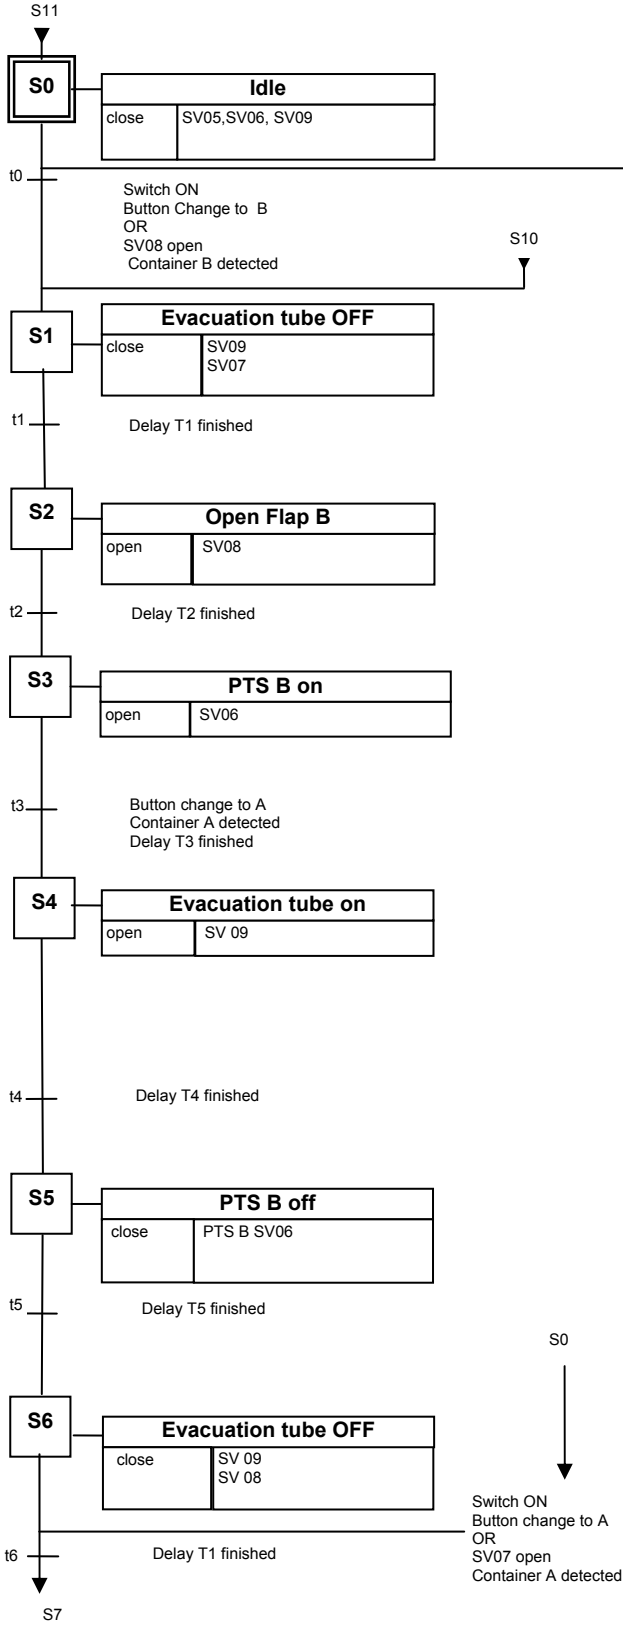 S11
S0
Idle
close
SV05,SV06, SV09
t0
Switch ON
Button Change to B
OR
SV08 open
Container B detected
S10
S1
Evacuation tube OFF
close
SV09
SV07
t1
Delay T1 finished
S2
Open Flap B
open
SV08
t2
Delay T2 finished
S3
PTS B on
open
SV06
t3
Button change to A
Container A detected
Delay T3 finished
S4
Evacuation tube on
open
SV 09
t4
Delay T4 finished
S5
PTS B off
close
PTS B SV06
t5
Delay T5 finished
S0
S6
Evacuation tube OFF
close
SV 09
SV 08
Switch ON
Button change to A
OR
SV07 open
Container A detected
t6
Delay T1 finished
S7